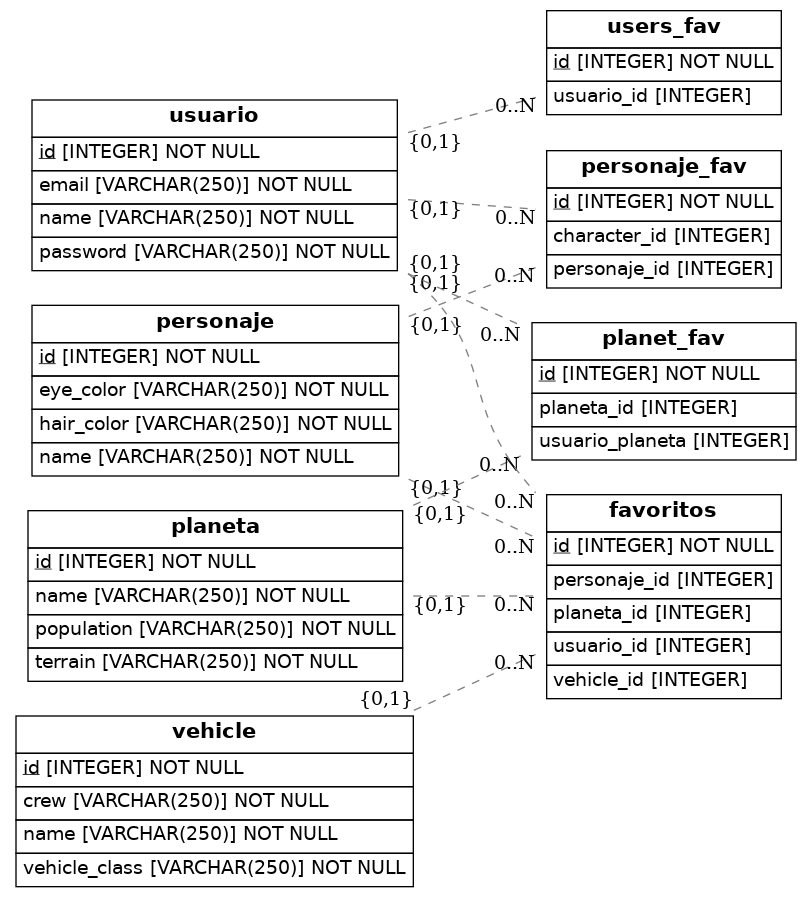 usuario
id [INTEGER] NOT NULL
email [VARCHAR(250)] NOT NULL
name [VARCHAR(250)] NOT NULL
password [VARCHAR(250)] NOT NULL
personaje
id [INTEGER] NOT NULL
eye_color [VARCHAR(250)] NOT NULL
hair_color [VARCHAR(250)] NOT NULL
name [VARCHAR(250)] NOT NULL
planeta
id [INTEGER] NOT NULL
name [VARCHAR(250)] NOT NULL
population [VARCHAR(250)] NOT NULL
terrain [VARCHAR(250)] NOT NULL
vehicle
id [INTEGER] NOT NULL
crew [VARCHAR(250)] NOT NULL
name [VARCHAR(250)] NOT NULL
vehicle_class [VARCHAR(250)] NOT NULL
{0,1}
{0,1}
{0,1}
{0,1}
{0,1}
{0,1}
{0,1}
{0,1}
{0,1}
0..N
0..N
0..N
0..N
0..N
0..N
0..N
0..N
0..N
users_fav
id [INTEGER] NOT NULL
usuario_id [INTEGER]
personaje_fav
id [INTEGER] NOT NULL
character_id [INTEGER]
personaje_id [INTEGER]
planet_fav
id [INTEGER] NOT NULL
planeta_id [INTEGER]
usuario_planeta [INTEGER]
favoritos
id [INTEGER] NOT NULL
personaje_id [INTEGER]
planeta_id [INTEGER]
usuario_id [INTEGER]
vehicle_id [INTEGER]